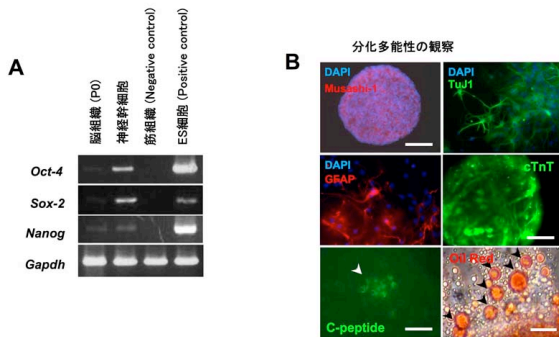 A
脳組織 (P0)
神経幹細胞
筋組織 (Negative control)
ES細胞 (Positive control)
Oct-4
Sox-2
Nanog
Gapdh
分化多能性の観察
B
DAPI
Musashi-1
DAPI
TuJ1
DAPI
GFAP
cTnT
C-peptide
Oil Red